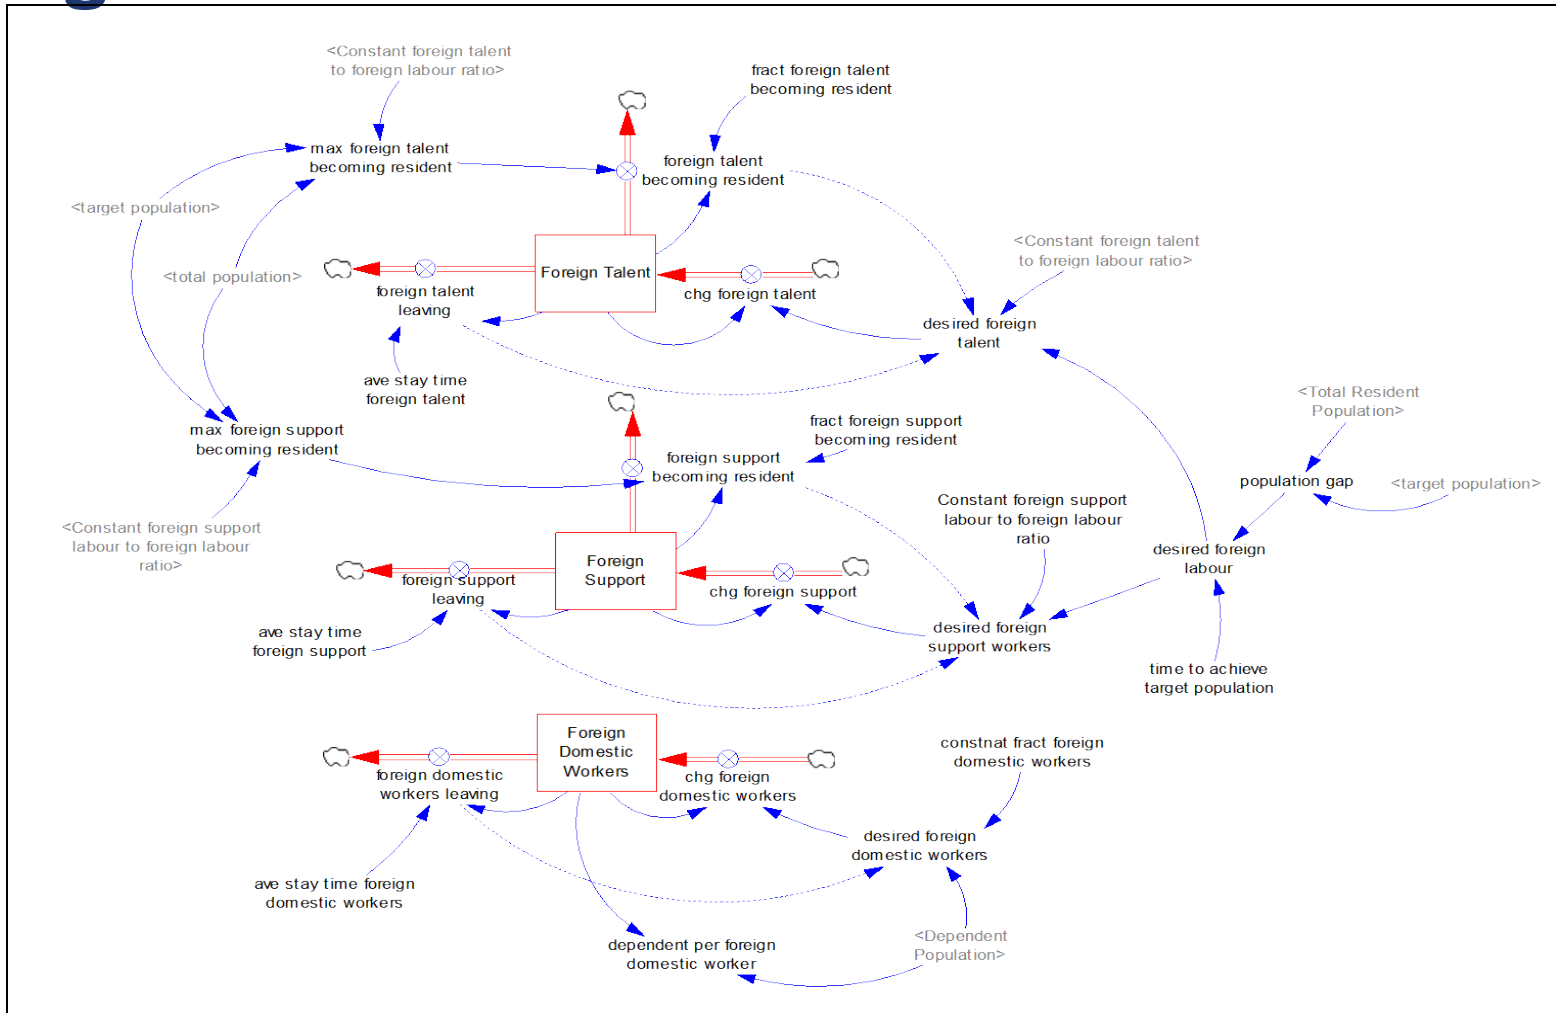 <Constant foreign talent
to foreign labour ratio>
fract foreign talent
becoming resident
max foreign talent
becoming resident
foreign talent
becoming resident
<target population>
<total population>
<Constant foreign talent
to foreign labour ratio>
Foreign Talent
foreign talent
leaving
chg foreign talent
desired foreign
talent
ave stay time
foreign talent
<Total Resident
Population>
max foreign support
becoming resident
fract foreign support
becoming resident
foreign support
becoming resident
population gap
<target population>
Constant foreign support
labour to foreign labour
ratio
<Constant foreign support
labour to foreign labour
ratio>
desired foreign
labour
Foreign
Support
foreign support
leaving
chg foreign support
ave stay time
foreign support
desired foreign
support workers
time to achieve
target population
Foreign
Domestic
Workers
constnat fract foreign
domestic workers
foreign domestic
workers leaving
chg foreign
domestic workers
desired foreign
domestic workers
ave stay time foreign
domestic workers
dependent per foreign
domestic worker
<Dependent
Population>